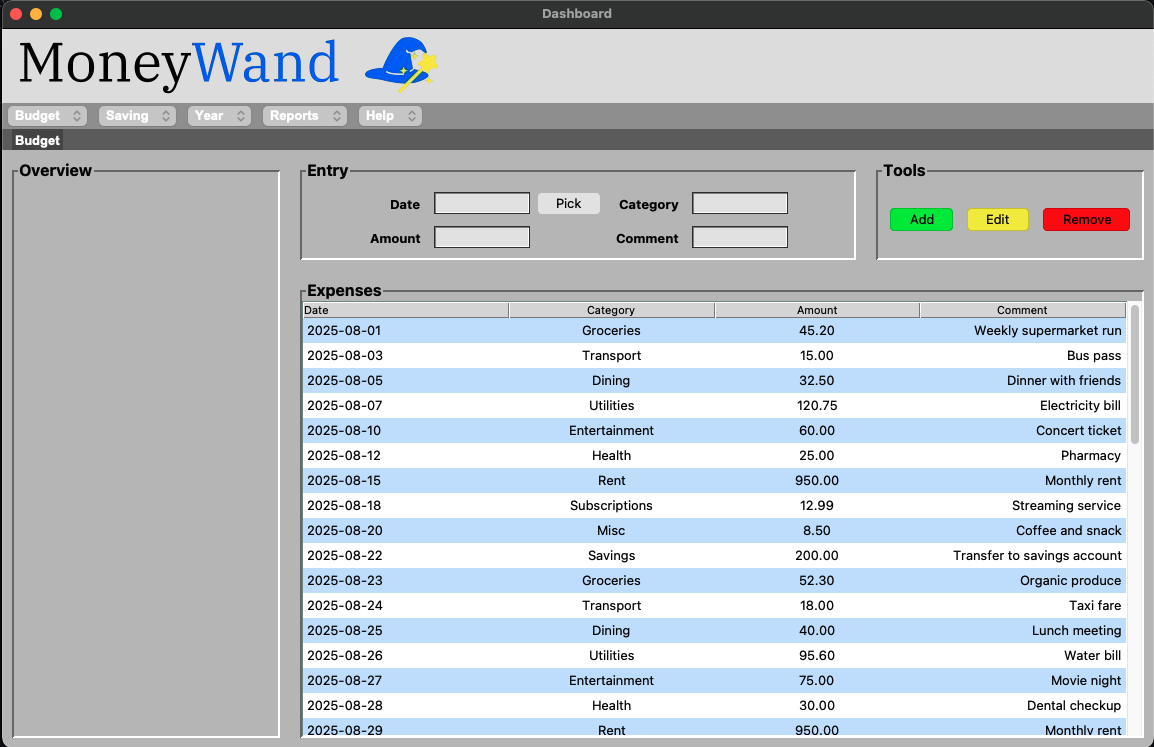 Dashboard
MoneyWand
Budget Saving Year Reports Help
Budget
Overview
Entry
Date Pick Category
Amount Comment
Tools
Add Edit Remove
Expenses
Date Category Amount Comment
2025-08-01 Groceries 45.20 Weekly supermarket run
2025-08-03 Transport 15.00 Bus pass
2025-08-05 Dining 32.50 Dinner with friends
2025-08-07 Utilities 120.75 Electricity bill
2025-08-10 Entertainment 60.00 Concert ticket
2025-08-12 Health 25.00 Pharmacy
2025-08-15 Rent 950.00 Monthly rent
2025-08-18 Subscriptions 12.99 Streaming service
2025-08-20 Misc 8.50 Coffee and snack
2025-08-22 Savings 200.00 Transfer to savings account
2025-08-23 Groceries 52.30 Organic produce
2025-08-24 Transport 18.00 Taxi fare
2025-08-25 Dining 40.00 Lunch meeting
2025-08-26 Utilities 95.60 Water bill
2025-08-27 Entertainment 75.00 Movie night
2025-08-28 Health 30.00 Dental checkup
2025-08-29 Rent 950.00 Monthly rent